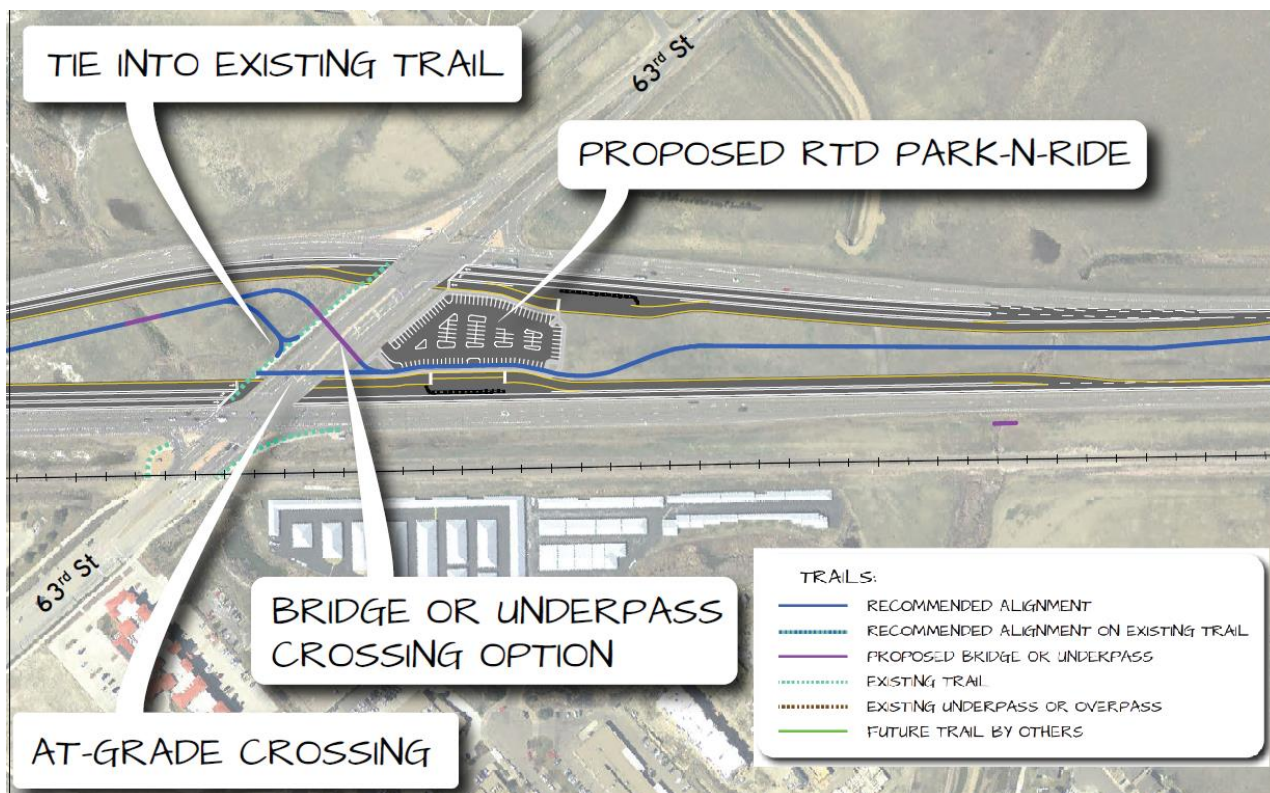 TIE INTO EXISTING TRAIL
63rd St
PROPOSED RTD PARK-N-RIDE
63rd St
BRIDGE OR UNDERPASS
CROSSING OPTION
AT-GRADE CROSSING
TRAILS:
RECOMMENDED ALIGNMENT
RECOMMENDED ALIGNMENT ON EXISTING TRAIL
PROPOSED BRIDGE OR UNDERPASS
EXISTING TRAIL
EXISTING UNDERPASS OR OVERPASS
FUTURE TRAIL BY OTHERS